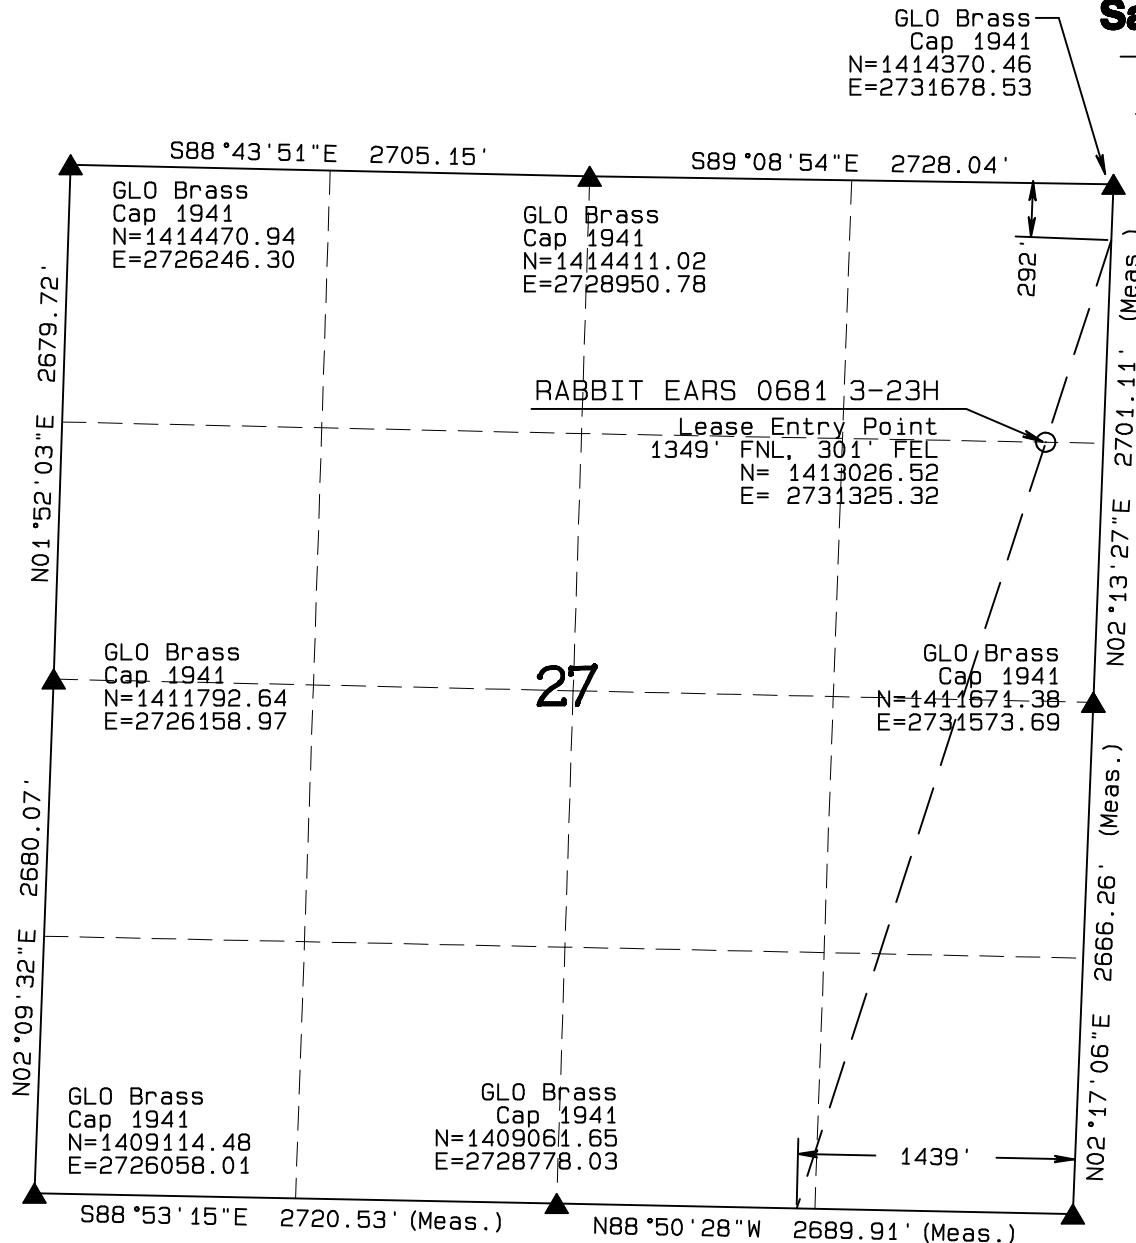 GLO Brass
Cap 1941
N=1414370.46
E=2731678.53
Sa
S88°43'51"E 2705.15'
S89°08'54"E 2728.04'
GLO Brass
Cap 1941
N=1414470.94
E=2726246.30
GLO Brass
Cap 1941
N=1414411.02
E=2728950.78
292'
N01°52'03"E 2679.72'
N02°13'27"E 2701.11' (Meas.)
RABBIT EARS 0681 3-23H
Lease Entry Point
1349' FNL, 301' FEL
N= 1413026.52
E= 2731325.32
GLO Brass
Cap 1941
N=1411792.64
E=2726158.97
27
GLO Brass
Cap 1941
N=1411671.38
E=2731573.69
N02°09'32"E 2680.07'
N02°17'06"E 2666.26' (Meas.)
GLO Brass
Cap 1941
N=1409114.48
E=2726058.01
GLO Brass
Cap 1941
N=1409061.65
E=2728778.03
1439'
S88°53'15"E 2720.53' (Meas.)
N88°50'28"W 2689.91' (Meas.)